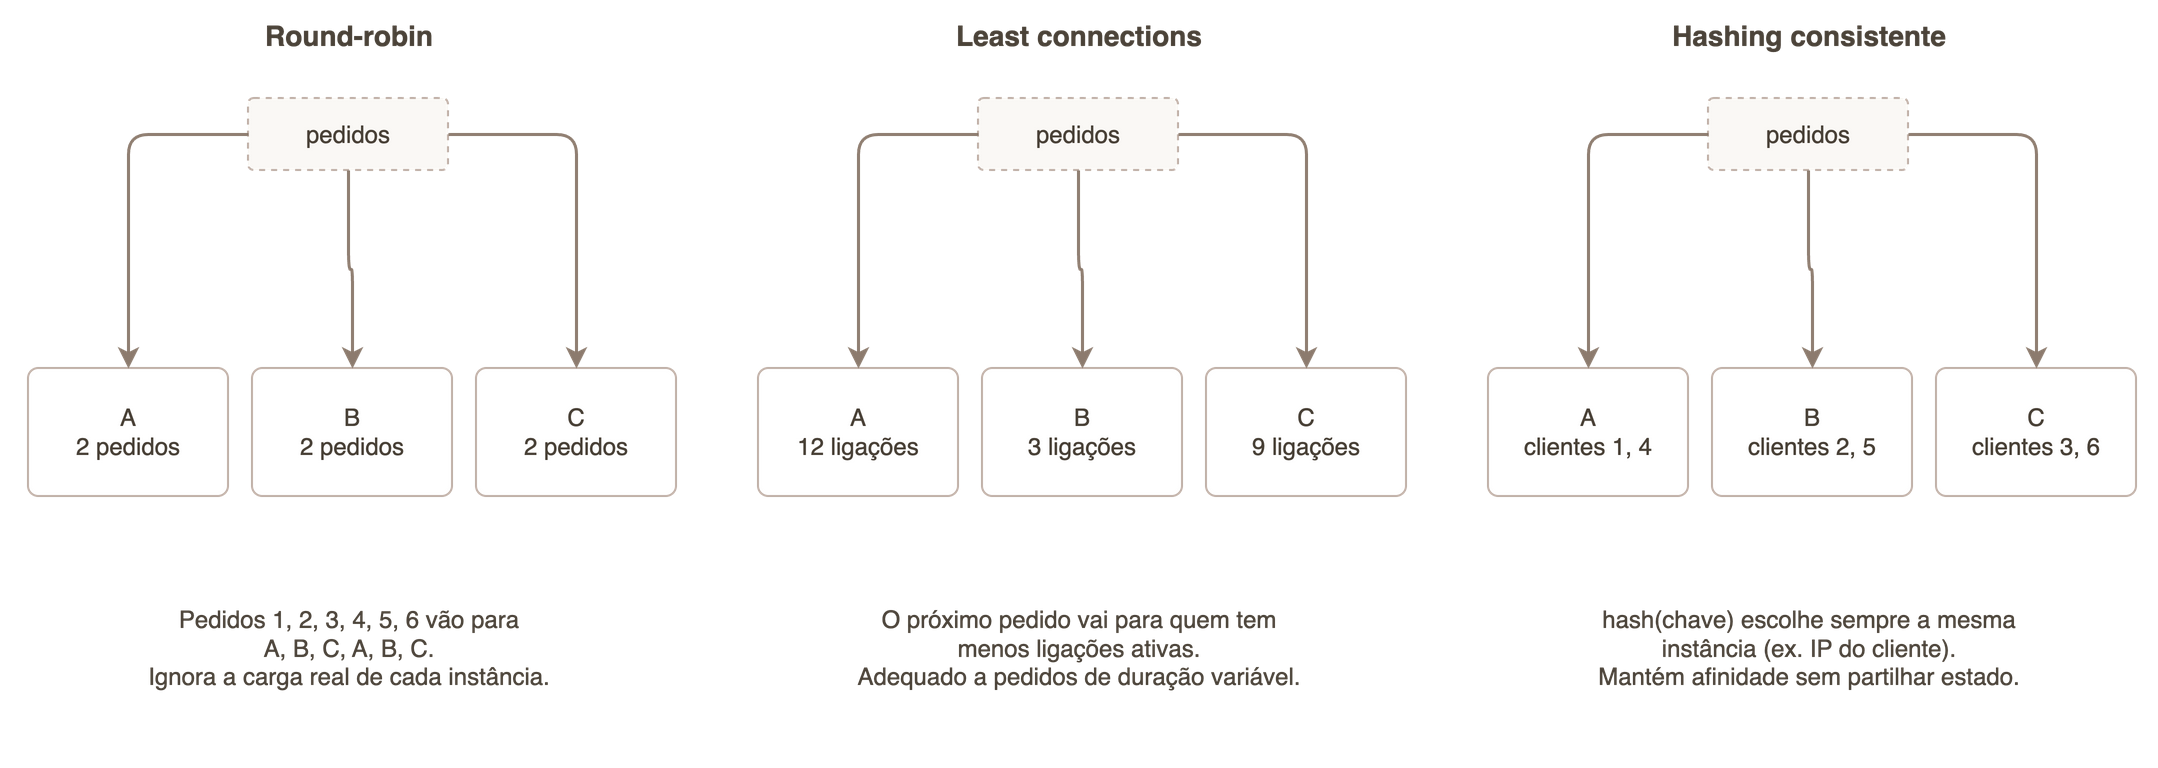 Round-robin
pedidos
A
2 pedidos
B
2 pedidos
C
2 pedidos
Pedidos 1, 2, 3, 4, 5, 6 vão para
A, B, C, A, B, C.
Ignora a carga real de cada instância.
Least connections
pedidos
A
12 ligações
B
3 ligações
C
9 ligações
O próximo pedido vai para quem tem
menos ligações ativas.
Adequado a pedidos de duração variável.
Hashing consistente
pedidos
A
clientes 1, 4
B
clientes 2, 5
C
clientes 3, 6
hash(chave) escolhe sempre a mesma
instância (ex. IP do cliente).
Mantém afinidade sem partilhar estado.